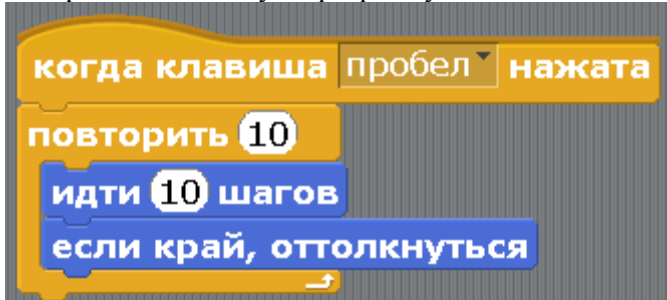 когда клавиша пробел нажата
повторить 10
идти 10 шагов
если край, оттолкнуться